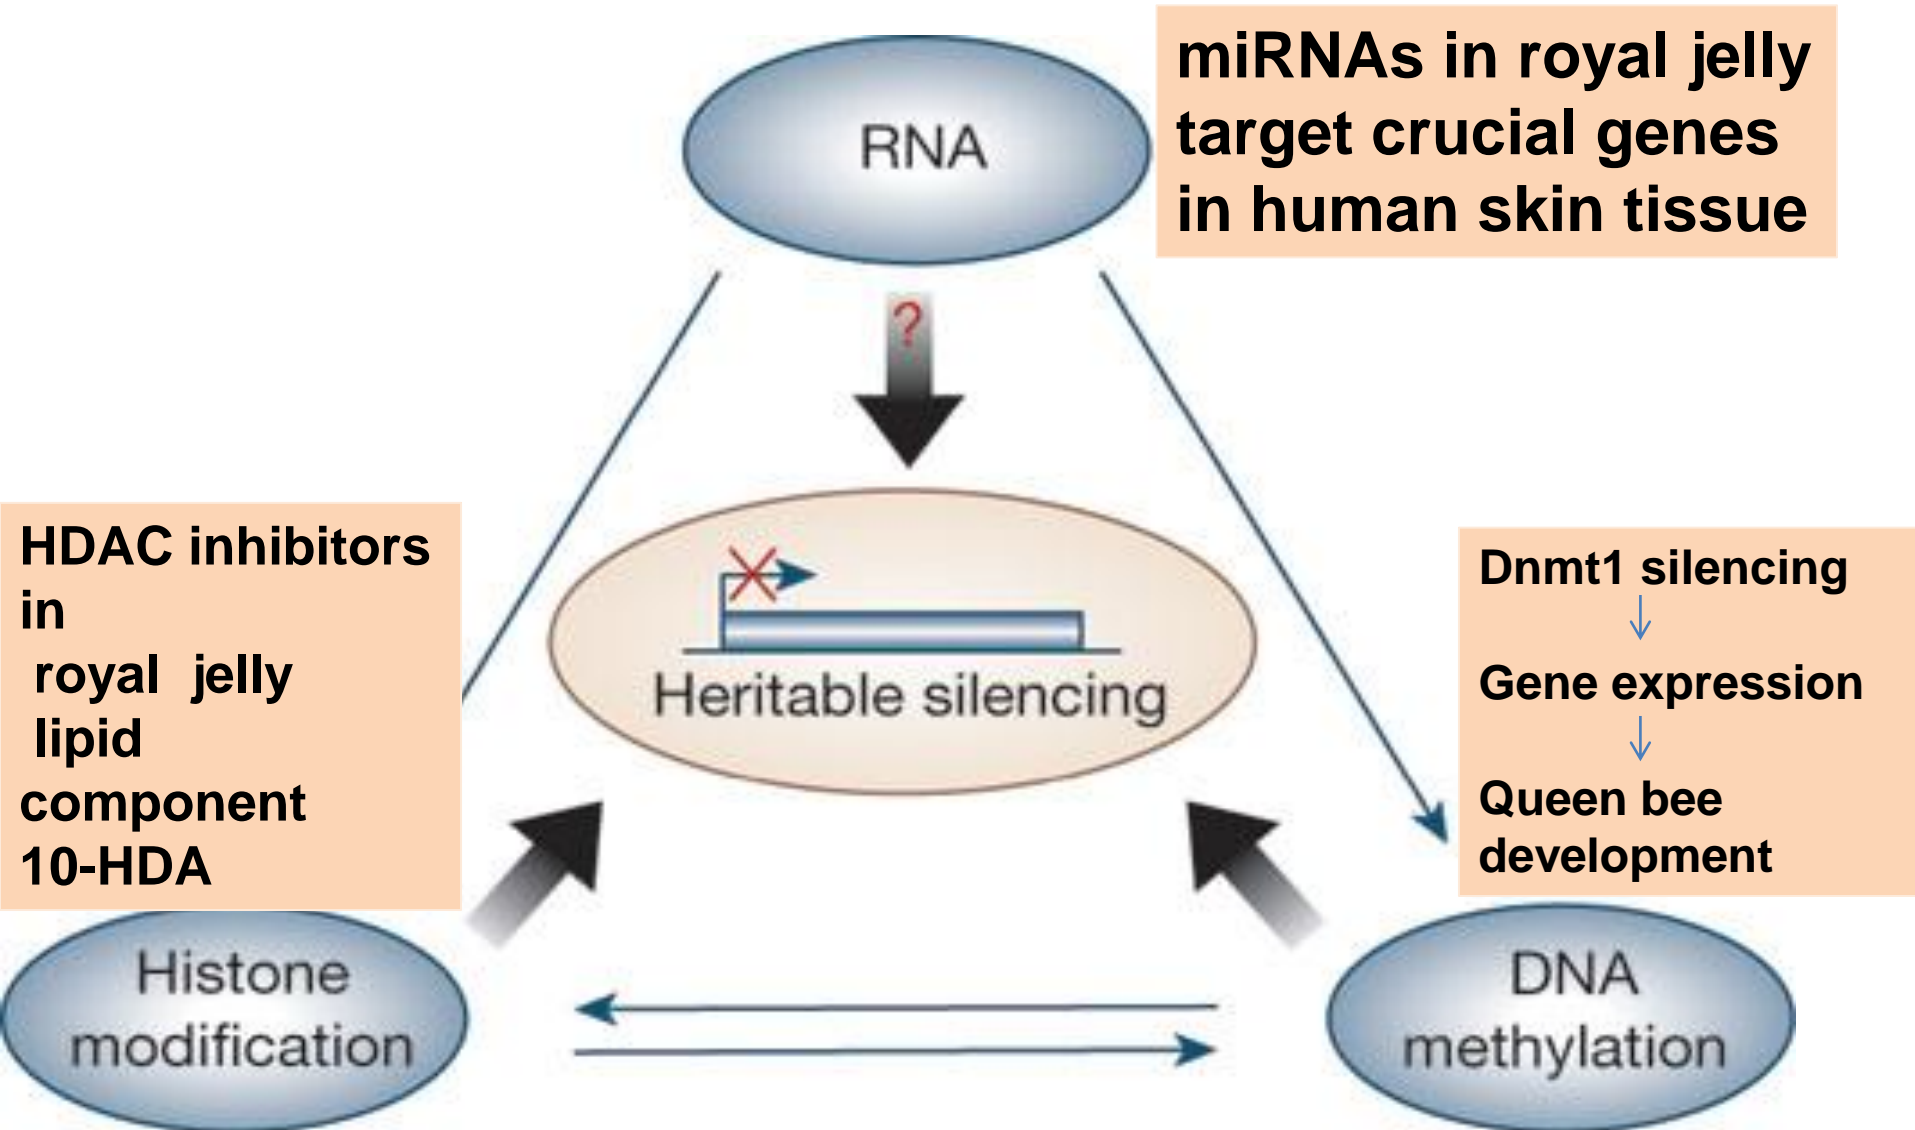 RNA
miRNAs in royal jelly
target crucial genes
in human skin tissue
?
HDAC inhibitors
in
royal jelly
lipid
component
10-HDA
Heritable silencing
Dnmt1 silencing
Gene expression
Queen bee
development
Histone
modification
DNA
methylation